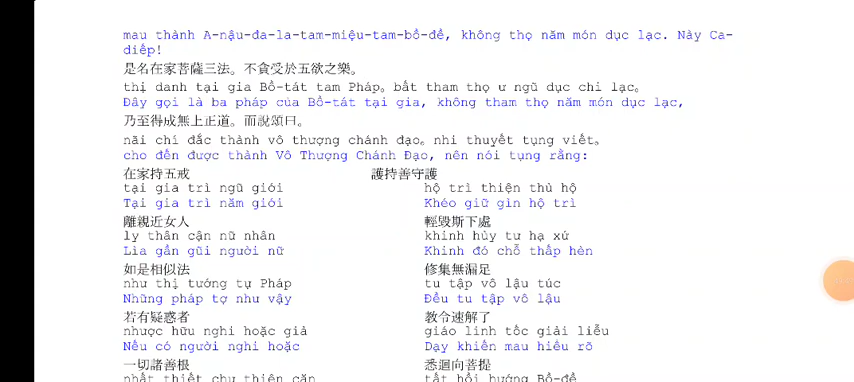 mau thành A-nậu-đa-la-tam-miệu-tam-bồ-đề, không thọ năm món dục lạc. Này Ca-
diếp!
是名在家菩薩三法。不貪受於五欲之樂。
thị danh tại gia Bồ-tát tam Pháp。bất tham thọ ư ngũ dục chi lạc。
Đây gọi là ba pháp của Bồ-tát tại gia, không tham thọ năm món dục lạc,
乃至得成無上正道。而說頌曰。
nãi chí đắc thành vô thượng chánh đạo。nhi thuyết tụng viết。
cho đến được thành Vô Thượng Chánh Đạo, nên nói tụng rằng:
在家持五戒 護持善守護
tại gia trì ngũ giới hộ trì thiện thủ hộ
Tại gia trì năm giới Khéo giữ gìn hộ trì
離親近女人 輕毀斯下處
ly thân cận nữ nhân khinh hủy tư hạ xứ
Lìa gần gũi người nữ Khinh đó chỗ thấp hèn
如是相似法 修集無漏足
như thị tướng tự Pháp tu tập vô lậu túc
Những pháp tợ như vậy Đều tu tập vô lậu
若有疑惑者 教令速解了
nhược hữu nghi hoặc giả giáo lính tốc giải liễu
Nếu có người nghi hoặc Dạy khiến mau hiểu rõ
一切諸善根 悉迴向菩提
nhất thiết chư thiện căn tất hồi hướng Bồ-đề